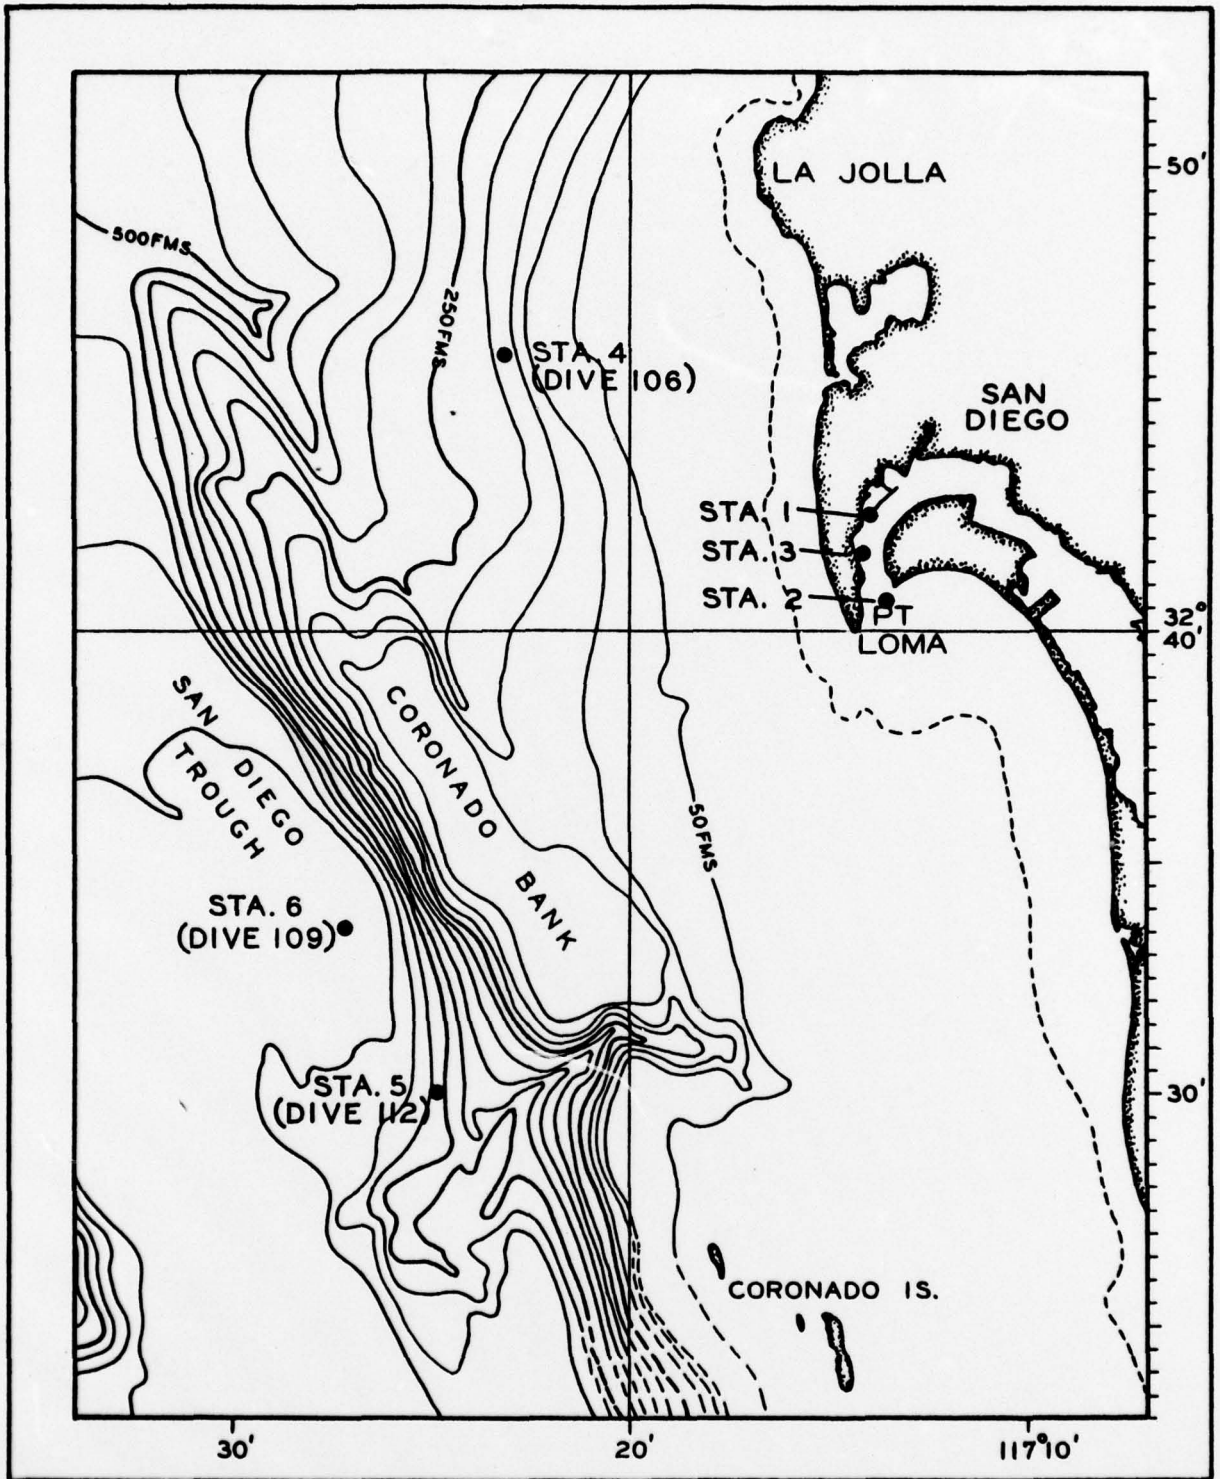 LA JOLLA
50'
500FMS
250FMS
STA. 4
(DIVE 106)
SAN
DIEGO
STA. 1
STA. 3
STA. 2
PT
LOMA
32°
40'
SAN DIEGO
TROUGH
CORONADO BANK
50FMS
STA. 6
(DIVE 109)
STA. 5
(DIVE 112)
30'
CORONADO IS.
30'
20'
117°10'